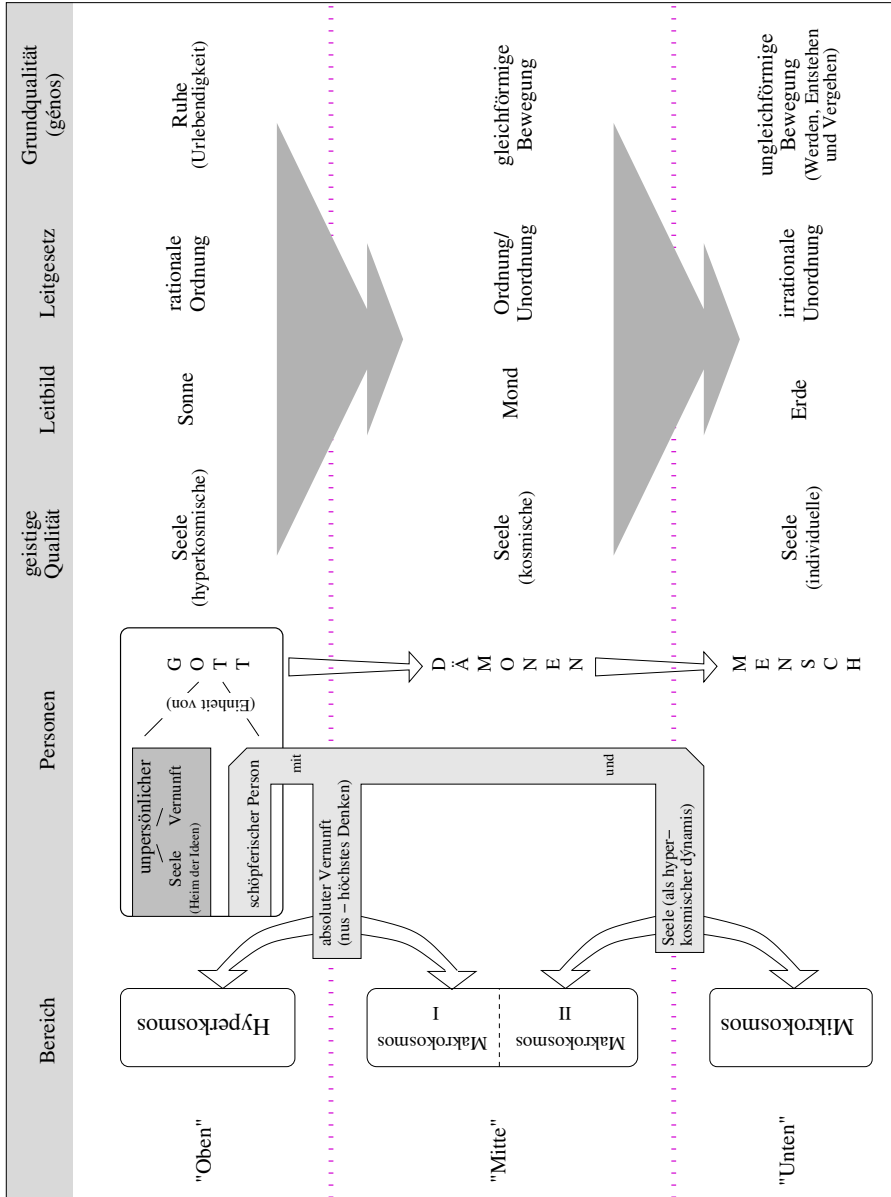 Bereich
Personen
geistige
Qualität
Leitbild
Leitgesetz
Grundqualität
(génos)
"Oben"
Hyperkosmos
unpersönlicher
Seele
Vernunft
(Heim der Ideen)
schöpferischer Person
(Einheit von)
G O T T
Seele
(hyperkosmische)
Sonne
rationale
Ordnung
Ruhe
(Urlebendigkeit)
mit
absoluter Vernunft
(nus – höchstes Denken)
"Mitte"
Makrokosmos
I
Makrokosmos
II
D Ä M O N E N
Seele
(kosmische)
Mond
Ordnung/
Unordnung
gleichförmige
Bewegung
und
Seele (als hyper–
kosmischer dýnamis)
"Unten"
Mikrokosmos
M E N S C H
Seele
(individuelle)
Erde
irrationale
Unordnung
ungleichförmige
Bewegung
(Werden, Entstehen
und Vergehen)